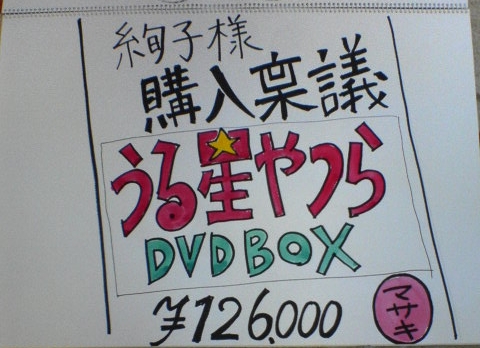 絢子様
購入稟議
うる星やつら
DVD BOX
¥126,000
マサキ